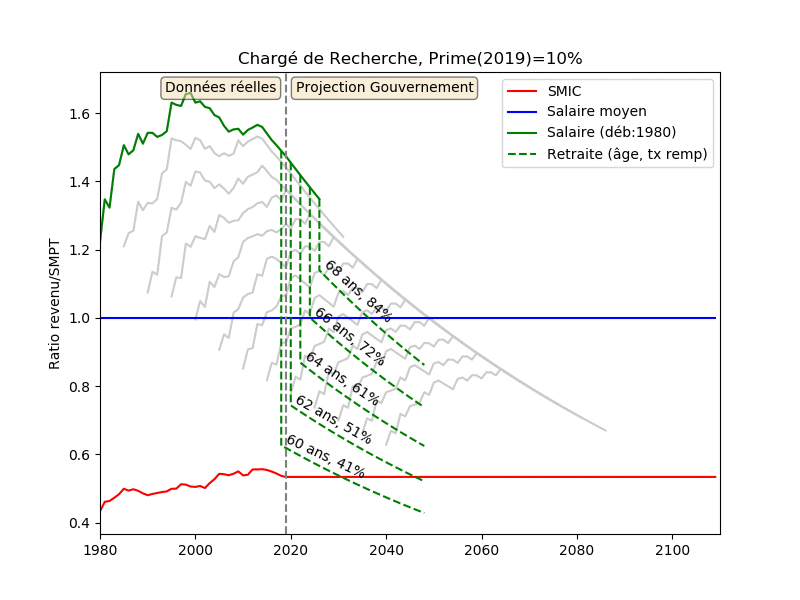 Chargé de Recherche, Prime(2019)=10%
Données réelles
Projection Gouvernement
SMIC
Salaire moyen
Salaire (déb:1980)
Retraite (âge, tx remp)
Ratio revenu/SMPT
1.6
1.4
1.2
1.0
0.8
0.6
0.4
68 ans, 84%
66 ans, 72%
64 ans, 61%
62 ans, 51%
60 ans, 41%
1980
2000
2020
2040
2060
2080
2100